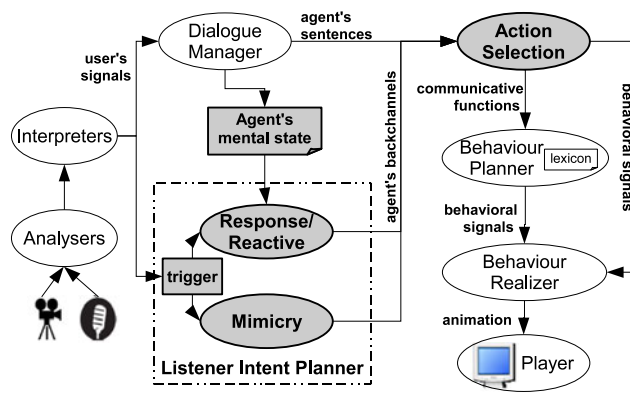 agent's
sentences
Dialogue
Manager
Action
Selection
user's
signals
communicative
functions
behavioral signals
agent's backchannels
Agent's
mental state
Interpreters
Behaviour
Planner
lexicon
Response/
Reactive
behavioral
signals
Analysers
trigger
Behaviour
Realizer
Mimicry
animation
Listener Intent Planner
Player